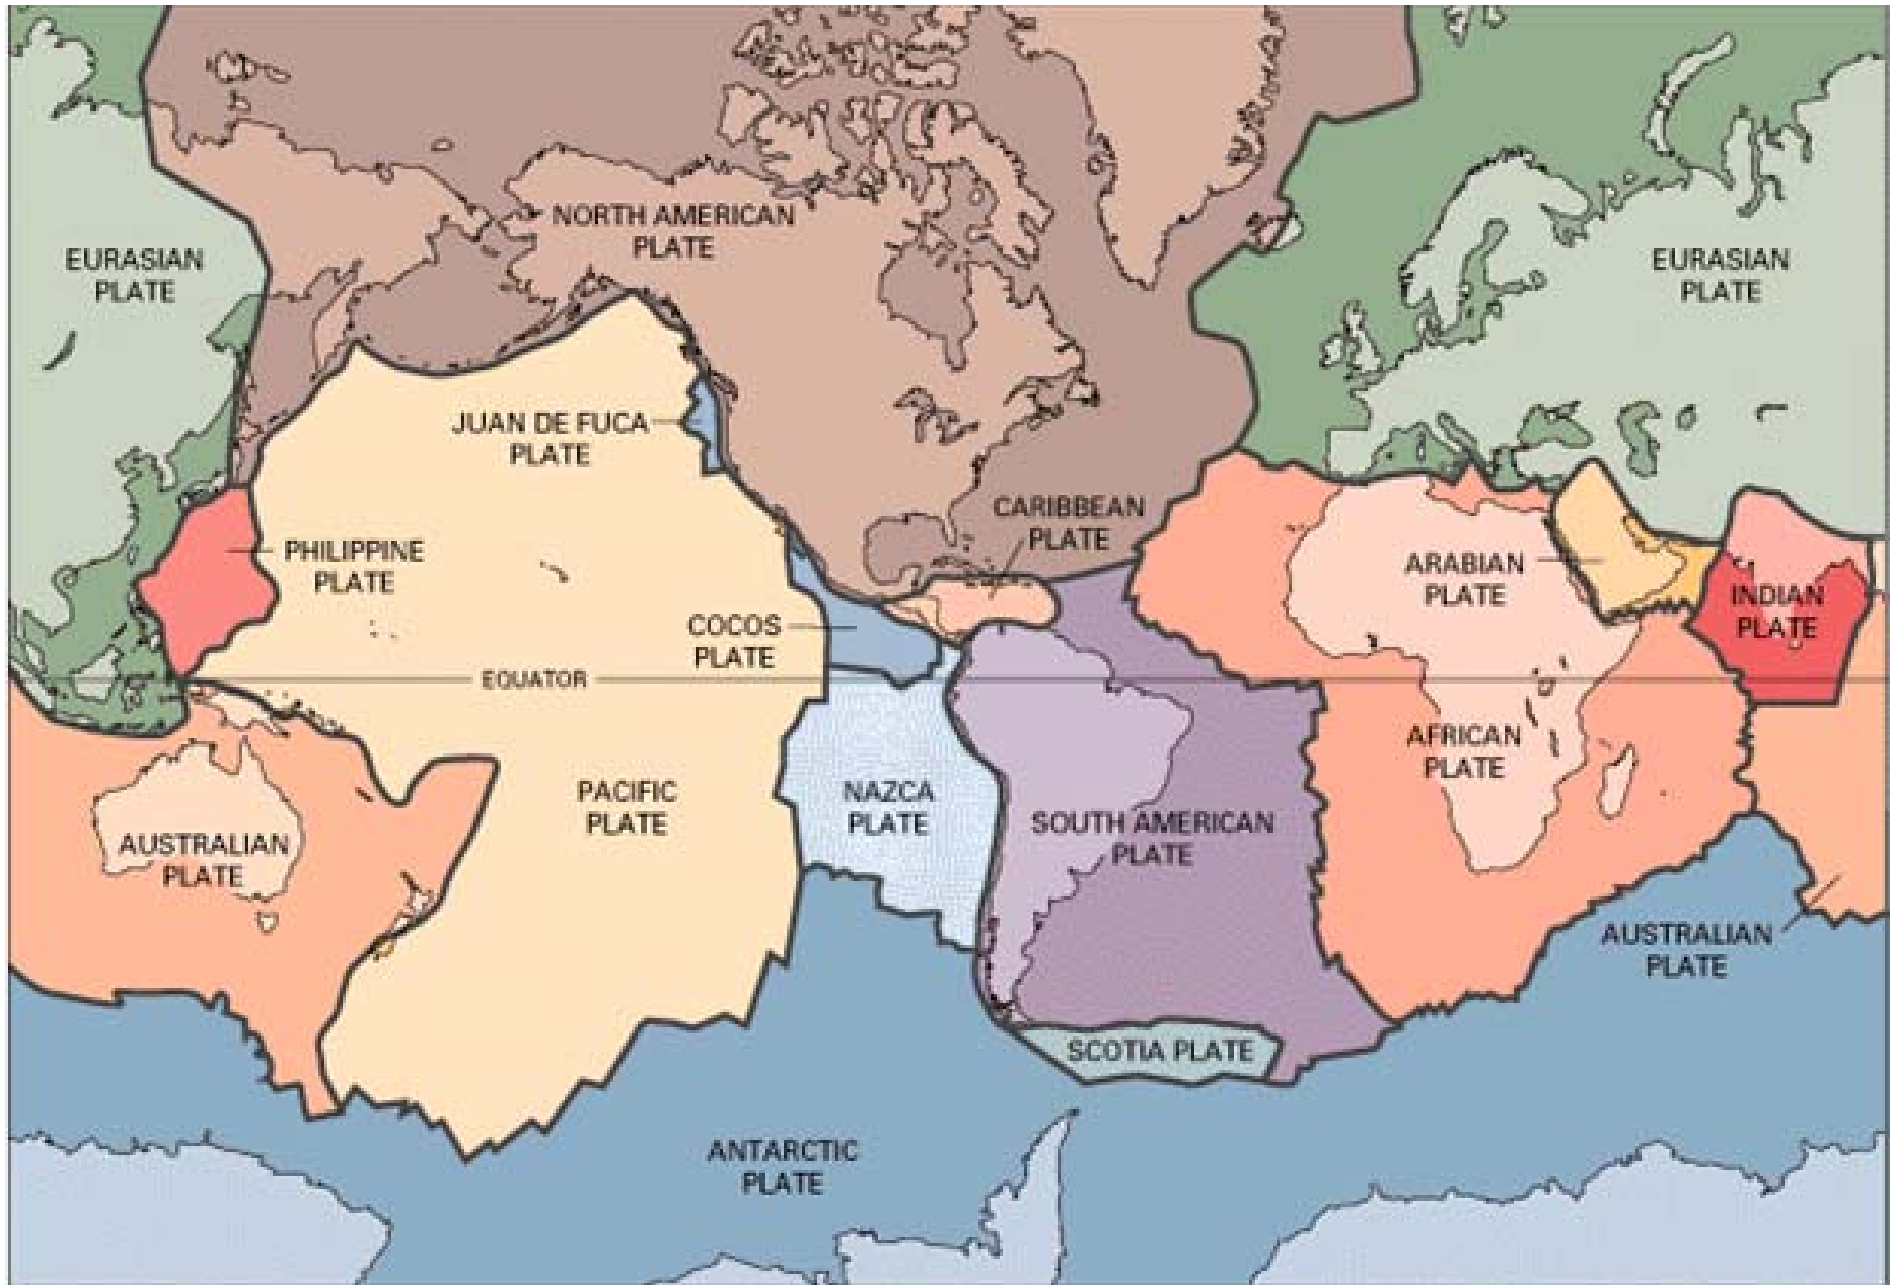 NORTH AMERICAN
PLATE
EURASIAN
PLATE
EURASIAN
PLATE
JUAN DE FUCA
PLATE
CARIBBEAN
PLATE
PHILIPPINE
PLATE
ARABIAN
PLATE
INDIAN
PLATE
COCOS
PLATE
EQUATOR
AFRICAN
PLATE
PACIFIC
PLATE
NAZCA
PLATE
SOUTH AMERICAN
PLATE
AUSTRALIAN
PLATE
AUSTRALIAN
PLATE
SCOTIA PLATE
ANTARCTIC
PLATE